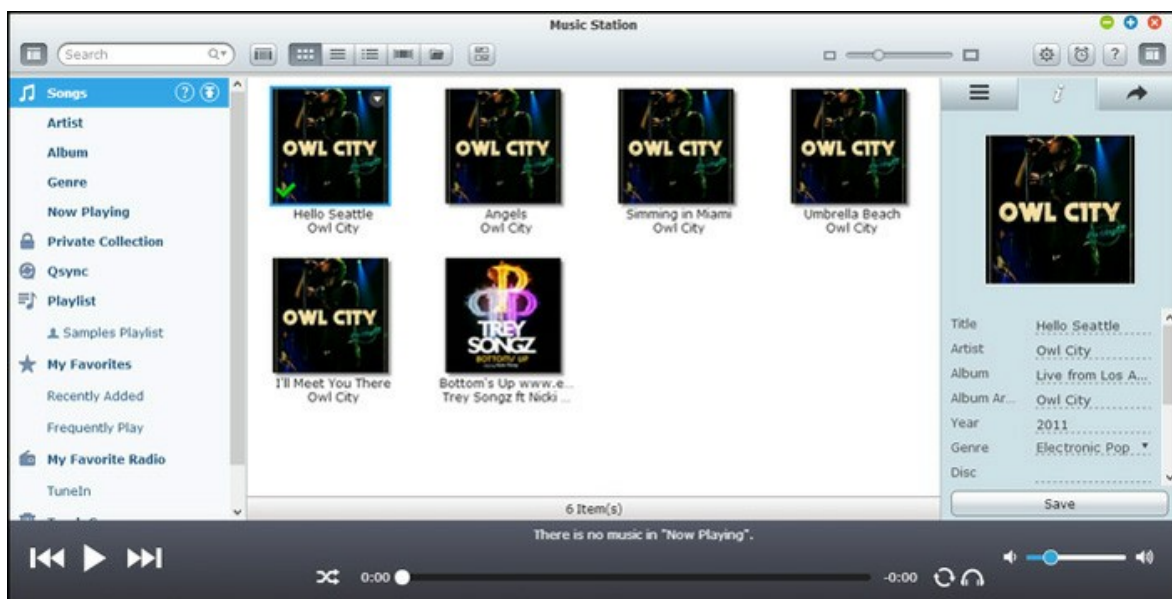 Music Station
Search
Songs
Artist
Album
Genre
Now Playing
Private Collection
Qsync
Playlist
Samples Playlist
My Favorites
Recently Added
Frequently Play
My Favorite Radio
TuneIn
OWL CITY
Hello Seattle
Owl City
OWL CITY
Angels
Owl City
OWL CITY
Simming in Miami
Owl City
OWL CITY
Umbrella Beach
Owl City
OWL CITY
I'll Meet You There
Owl City
TREY
SONGZ
BOTTOMS UP
Bottom's Up www.e...
Trey Songz ft Nicki ...
6 Item(s)
OWL CITY
Title Hello Seattle
Artist Owl City
Album Live from Los A...
Album Ar... Owl City
Year 2011
Genre Electronic Pop
Disc
Save
There is no music in "Now Playing".
0:00
-0:00